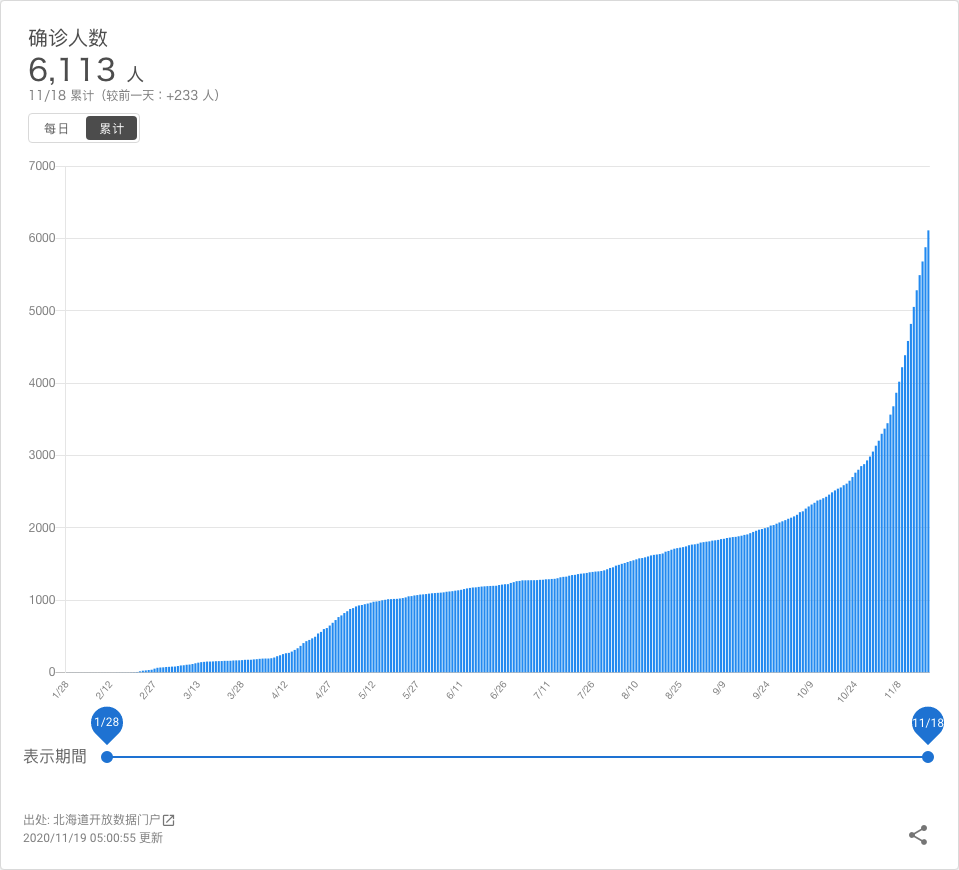 确诊人数
6,113 人
11/18 累计（较前一天：+233 人）
每日 累计
7000
6000
5000
4000
3000
2000
1000
0
1/28 2/12 2/27 3/13 3/28 4/12 4/27 5/12 5/27 6/11 6/26 7/11 7/26 8/10 8/25 9/9 9/24 10/9 10/24 11/8
1/28 11/18
表示期間
出处: 北海道开放数据门户
2020/11/19 05:00:55 更新